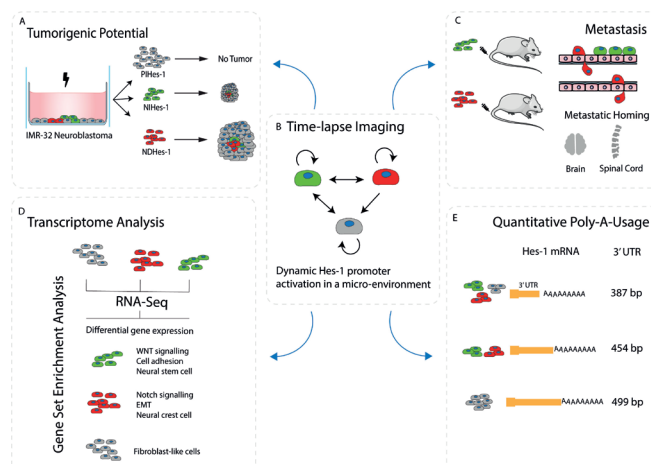 A
Tumorigenic Potential
PIHes-1
No Tumor
NIHes-1
IMR-32 Neuroblastoma
NDHes-1
B
Time-lapse Imaging
Dynamic Hes-1 promoter
activation in a micro-environment
C
Metastasis
Metastatic Homing
Brain
Spinal Cord
D
Transcriptome Analysis
Gene Set Enrichment Analysis
RNA-Seq
Differential gene expression
WNT signalling
Cell adhesion
Neural stem cell
Notch signalling
EMT
Neural crest cell
Fibroblast-like cells
E
Quantitative Poly-A-Usage
Hes-1 mRNA
3' UTR
3' UTR
AAAAAAAAA
387 bp
AAAAAAAAA
454 bp
AAAAAAAAA
499 bp